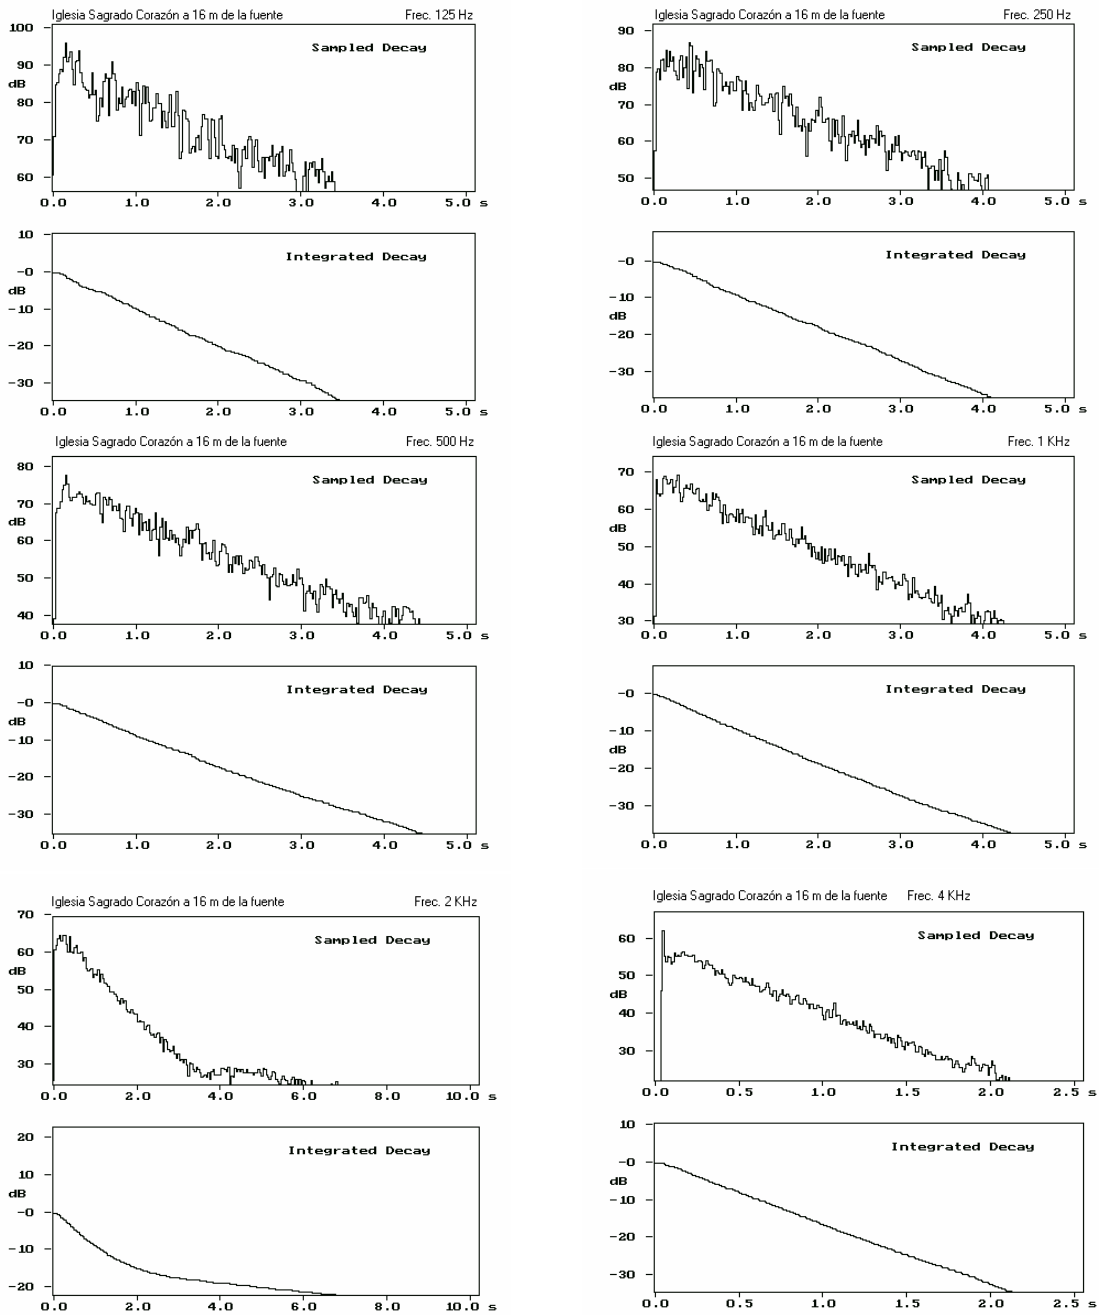 Iglesia Sagrado Corazón a 16 m de la fuente Frec. 125 Hz
100
Sampled Decay
90
dB
80
70
60
0.0 1.0 2.0 3.0 4.0 5.0 s
10
Integrated Decay
-0
dB
-10
-20
-30
0.0 1.0 2.0 3.0 4.0 5.0 s
Iglesia Sagrado Corazón a 16 m de la fuente Frec. 250 Hz
90
Sampled Decay
80
dB
70
60
50
0.0 1.0 2.0 3.0 4.0 5.0 s
Integrated Decay
-0
-10
dB
-20
-30
0.0 1.0 2.0 3.0 4.0 5.0 s
Iglesia Sagrado Corazón a 16 m de la fuente Frec. 500 Hz
80
Sampled Decay
70
dB
60
50
40
0.0 1.0 2.0 3.0 4.0 5.0 s
10
Integrated Decay
-0
dB
-10
-20
-30
0.0 1.0 2.0 3.0 4.0 5.0 s
Iglesia Sagrado Corazón a 16 m de la fuente Frec. 1 KHz
70
Sampled Decay
60
dB
50
40
30
0.0 1.0 2.0 3.0 4.0 5.0 s
Integrated Decay
-0
-10
dB
-20
-30
0.0 1.0 2.0 3.0 4.0 5.0 s
Iglesia Sagrado Corazón a 16 m de la fuente Frec. 2 KHz
70
Sampled Decay
60
dB
50
40
30
0.0 2.0 4.0 6.0 8.0 10.0 s
20
Integrated Decay
10
dB
-0
-10
-20
0.0 2.0 4.0 6.0 8.0 10.0 s
Iglesia Sagrado Corazón a 16 m de la fuente Frec. 4 KHz
60
Sampled Decay
50
dB
40
30
0.0 0.5 1.0 1.5 2.0 2.5 s
10
Integrated Decay
-0
dB
-10
-20
-30
0.0 0.5 1.0 1.5 2.0 2.5 s